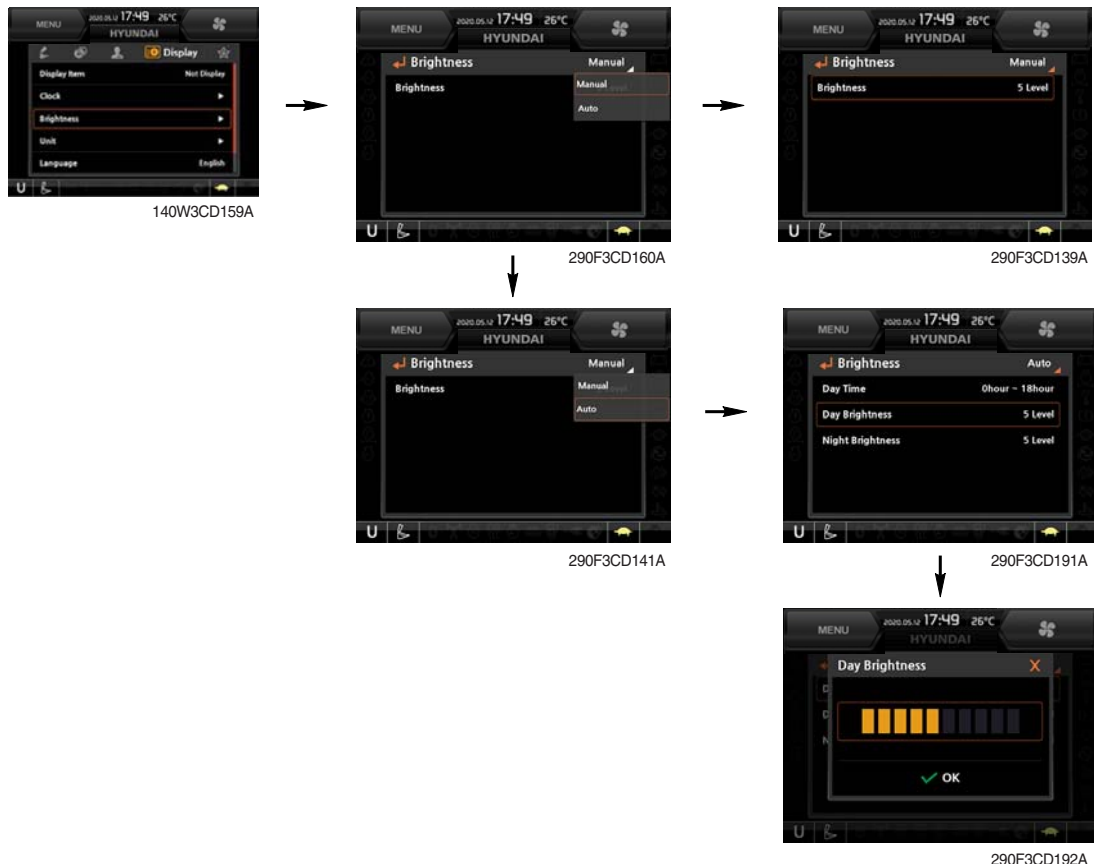 MENU 2020.05.12 17:49 26°C
HYUNDAI
Display
Display Item Not Display
Clock
Brightness
Unit
Language English
U
140W3CD159A
MENU 2020.05.12 17:49 26°C
HYUNDAI
Brightness Manual
Brightness Manual
Auto
U
290F3CD160A
MENU 2020.05.12 17:49 26°C
HYUNDAI
Brightness Manual
Brightness 5 Level
U
290F3CD139A
MENU 2020.05.12 17:49 26°C
HYUNDAI
Brightness Manual
Brightness Manual
Auto
U
290F3CD141A
MENU 2020.05.12 17:49 26°C
HYUNDAI
Brightness Auto
Day Time 0hour ~ 18hour
Day Brightness 5 Level
Night Brightness 5 Level
U
290F3CD191A
MENU 2020.05.12 17:49 26°C
HYUNDAI
Day Brightness X
OK
U
290F3CD192A